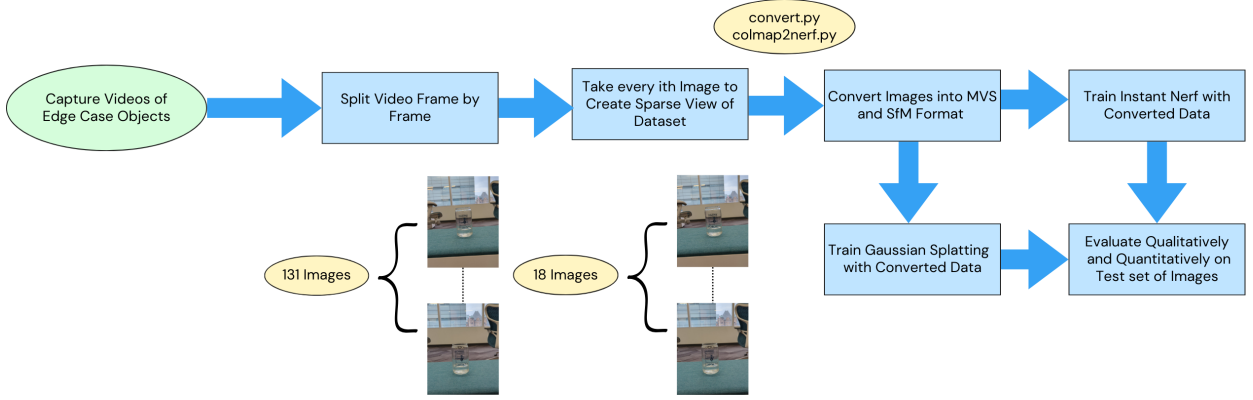 convert.py
colmap2nerf.py
Capture Videos of
Edge Case Objects
Split Video Frame by
Frame
Take every ith Image to
Create Sparse View of
Dataset
Convert Images into MVS
and SfM Format
Train Instant Nerf with
Converted Data
131 Images
18 Images
Train Gaussian Splatting
with Converted Data
Evaluate Qualitatively
and Quantitatively on
Test set of Images